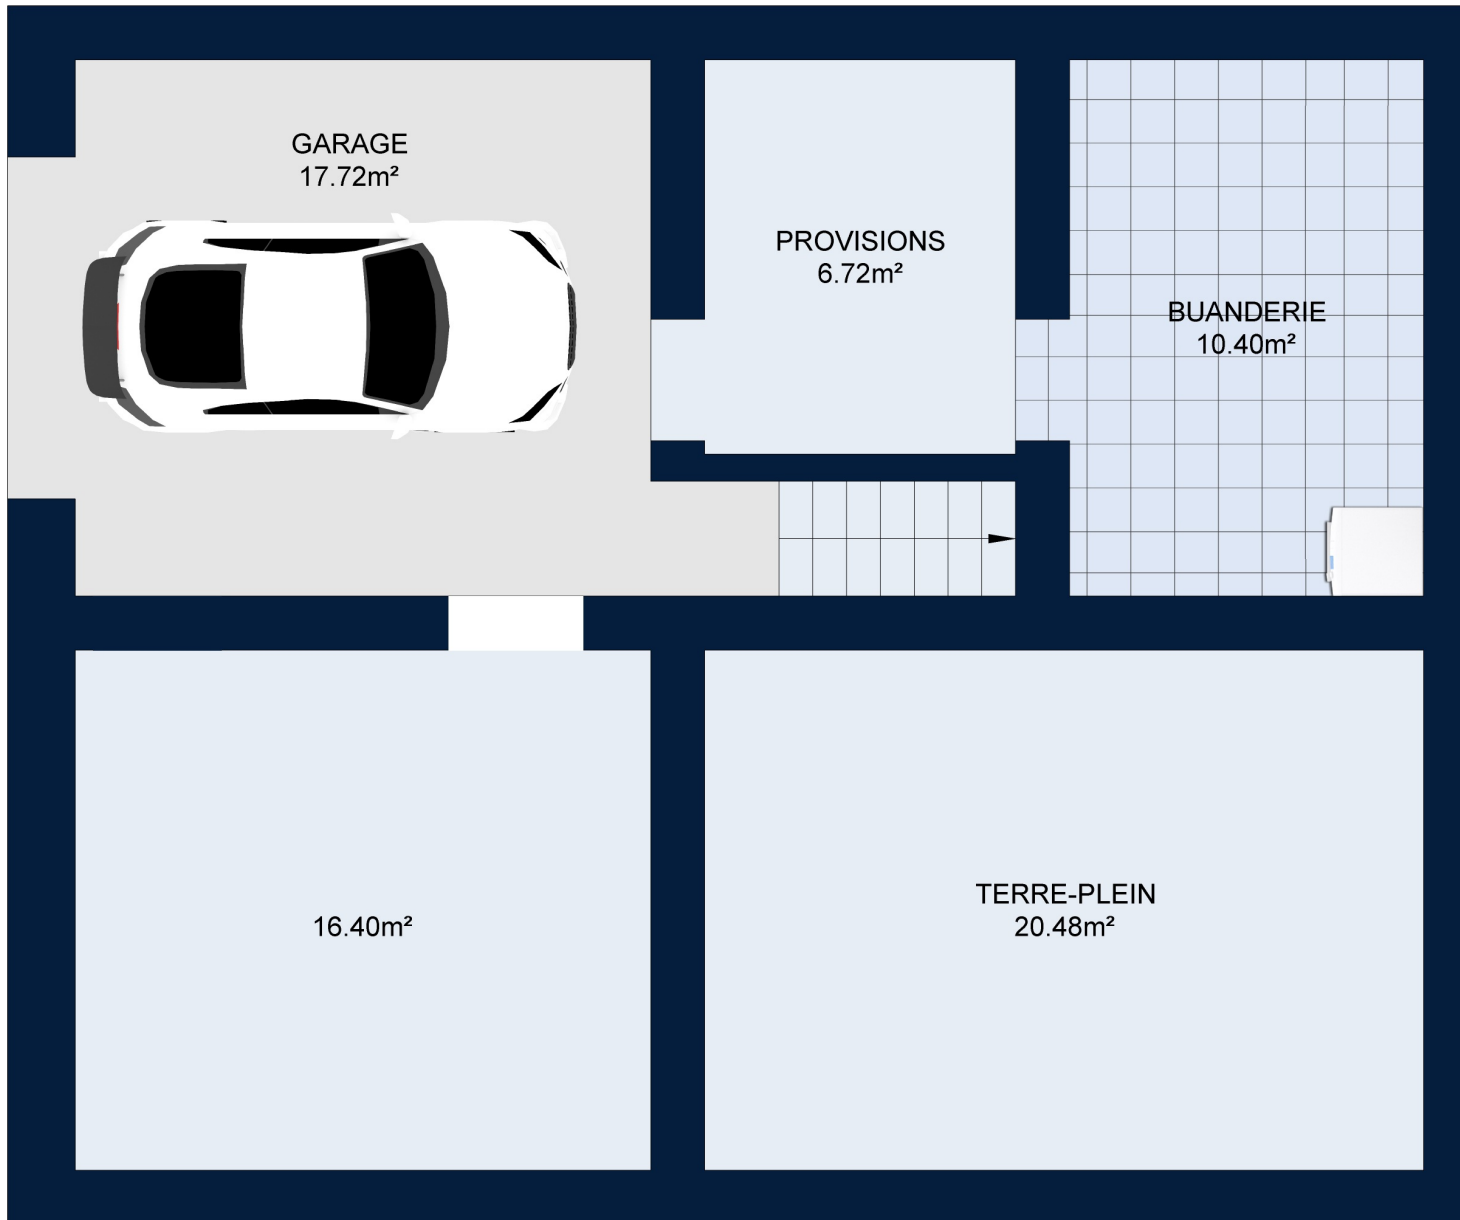 GARAGE
17.72m²
PROVISIONS
6.72m²
BUANDERIE
10.40m²
16.40m²
TERRE-PLEIN
20.48m²